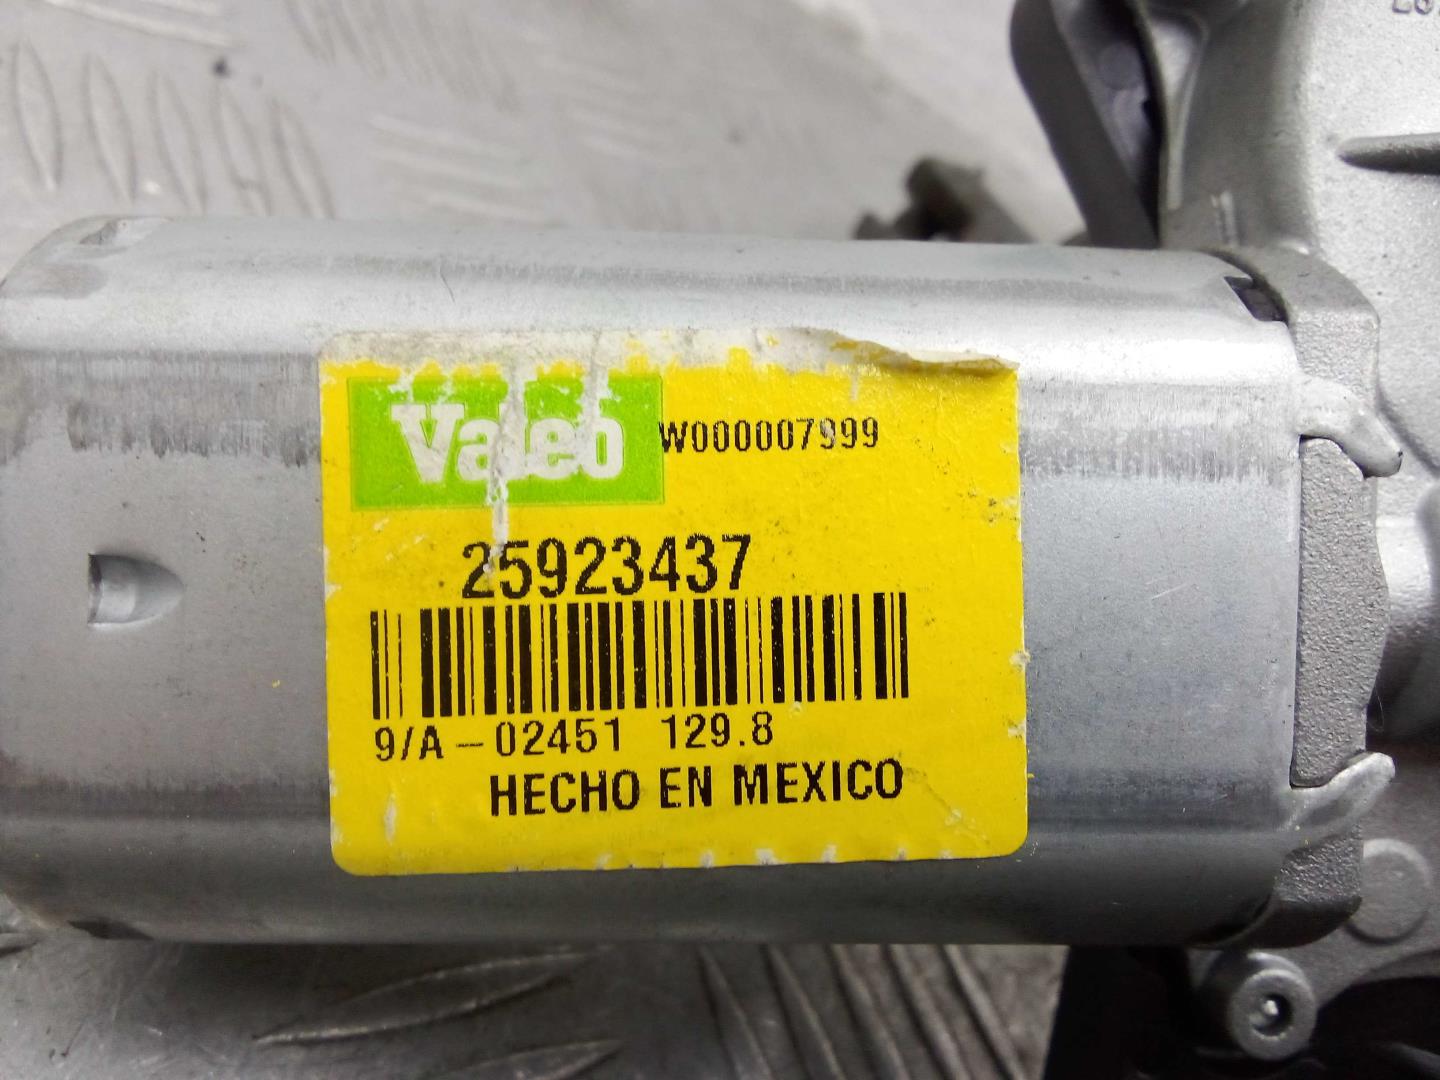 Valeo W000007999
25923437
9/A-02451 129.8
HECHO EN MEXICO